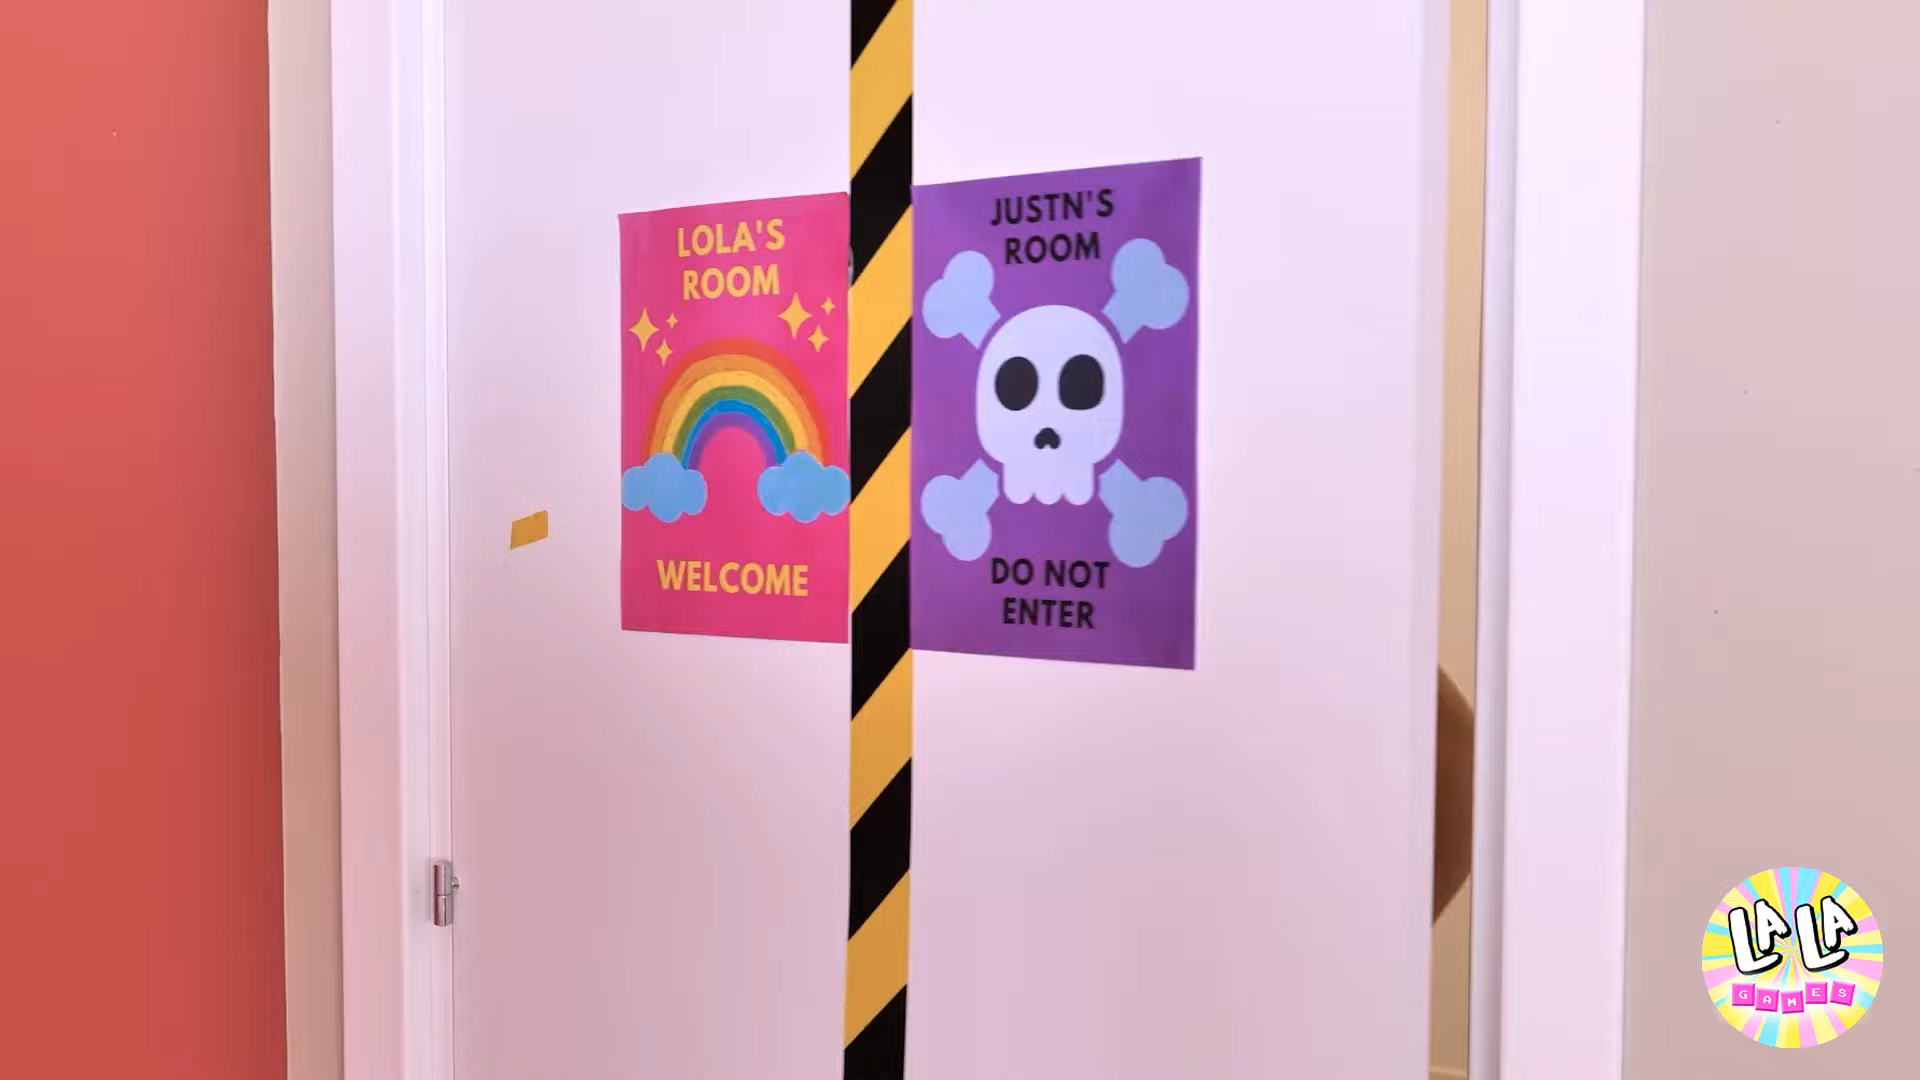 LOLA'S
ROOM
WELCOME
JUSTN'S
ROOM
DO NOT
ENTER
LA LA
GAMES